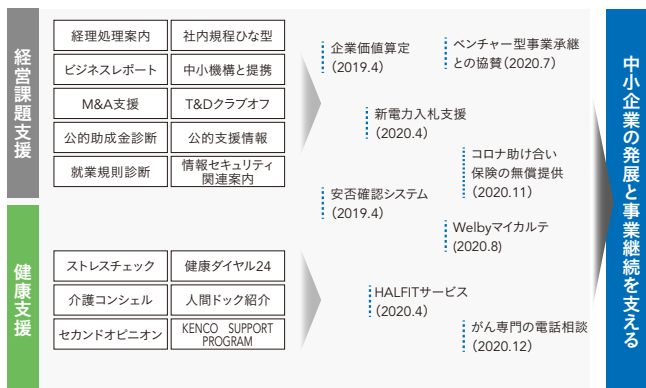 経営課題支援
経理処理案内
社内規程ひな型
ビジネスレポート
中小機構と提携
M&A支援
T&Dクラブオフ
公的助成金診断
公的支援情報
就業規則診断
情報セキュリティ
関連案内
健康支援
ストレスチェック
健康ダイヤル24
介護コンシェル
人間ドック紹介
セカンドオピニオン
KENCO SUPPORT
PROGRAM
企業価値算定
(2019.4)
ベンチャー型事業承継
との協賛(2020.7)
新電力入札支援
(2020.4)
コロナ助け合い
保険の無償提供
(2020.11)
安否確認システム
(2019.4)
Welbyマイカルテ
(2020.8)
HALFITサービス
(2020.4)
がん専門の電話相談
(2020.12)
中小企業の発展と事業継続を支える